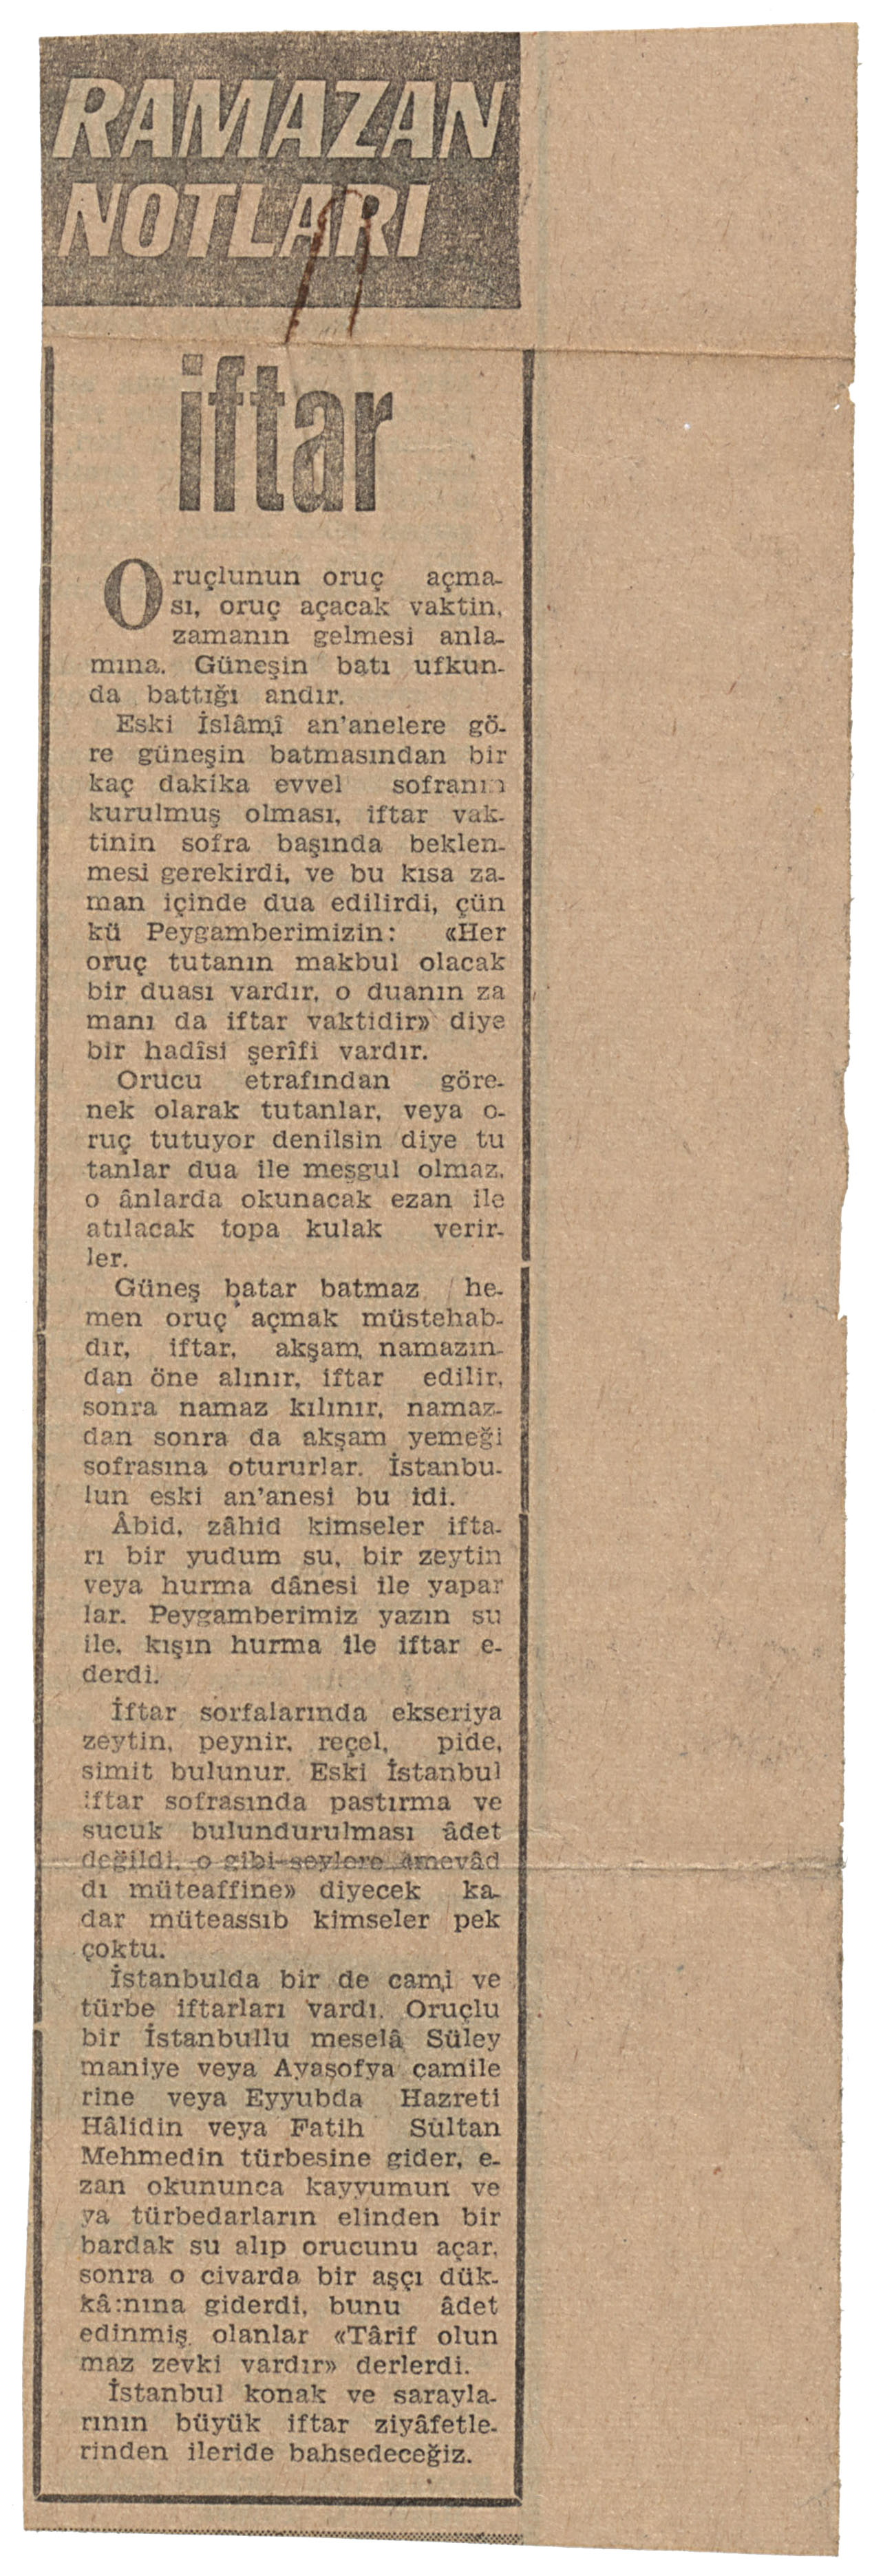 RAMAZAN
NOTLARI
iftar
Oruçlunun oruç açma-
sı, oruç açacak vaktin,
zamanın gelmesi anla-
mına. Güneşin batı ufkun-
da battığı andır.
Eski İslâmî an'anelere gö-
re güneşin batmasından bir
kaç dakika evvel sofranın
kurulmuş olması, iftar vak-
tinin sofra başında beklen-
mesi gerekirdi, ve bu kısa za-
man içinde dua edilirdi, çün
kü Peygamberimizin: «Her
oruç tutanın makbul olacak
bir duası vardır, o duanın za
manı da iftar vaktidir» diye
bir hadîsi şerîfi vardır.
Orucu etrafından göre-
nek olarak tutanlar, veya o-
ruç tutuyor denilsin diye tu
tanlar dua ile meşgul olmaz,
o ânlarda okunacak ezan ile
atılacak topa kulak verir-
ler.
Güneş batar batmaz he-
men oruç açmak müstehab-
dır, iftar, akşam namazın-
dan öne alınır, iftar edilir,
sonra namaz kılınır, namaz-
dan sonra da akşam yemeği
sofrasına otururlar. İstanbu-
lun eski an'anesi bu idi.
Âbid, zâhid kimseler ifta-
rı bir yudum su, bir zeytin
veya hurma dânesi ile yapar
lar. Peygamberimiz yazın su
ile, kışın hurma ile iftar e-
derdi.
İftar sorfalarında ekseriya
zeytin, peynir, reçel, pide,
simit bulunur. Eski İstanbul
iftar sofrasında pastırma ve
sucuk bulundurulması âdet
değildi, o gibi şeylere «mevâd
dı müteaffine» diyecek ka-
dar müteassıb kimseler pek
çoktu.
İstanbulda bir de cami ve
türbe iftarları vardı. Oruçlu
bir İstanbullu meselâ Süley
maniye veya Ayaşofya camile
rine veya Eyyubda Hazreti
Hâlidin veya Fatih Sultan
Mehmedin türbesine gider, e-
zan okununca kayyumun ve
ya türbedarların elinden bir
bardak su alıp orucunu açar,
sonra o civarda bir aşçı dük-
kâ:nına giderdi, bunu âdet
edinmiş olanlar «Târif olun
maz zevki vardır» derlerdi.
İstanbul konak ve sarayla-
rının büyük iftar ziyâfetle-
rinden ileride bahsedeceğiz.